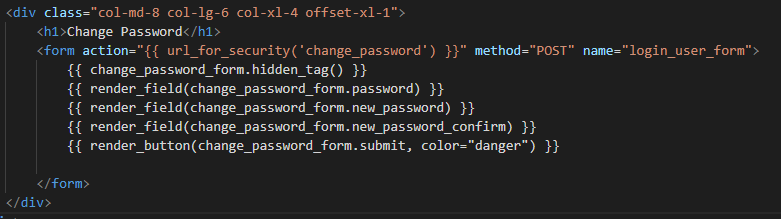 <div class="col-md-8 col-lg-6 col-xl-4 offset-xl-1">
<h1>Change Password</h1>
<form action="{{ url_for_security('change_password') }}" method="POST" name="login_user_form">
{{ change_password_form.hidden_tag() }}
{{ render_field(change_password_form.password) }}
{{ render_field(change_password_form.new_password) }}
{{ render_field(change_password_form.new_password_confirm) }}
{{ render_button(change_password_form.submit, color="danger") }}
</form>
</div>